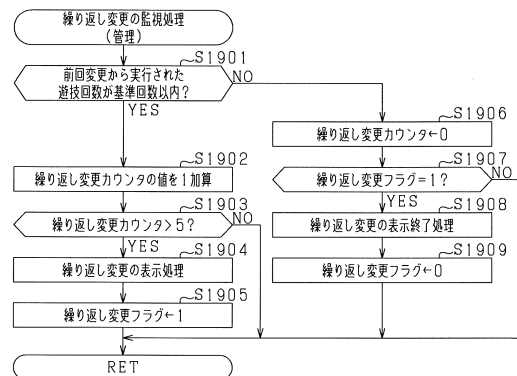 繰り返し変更の監視処理
(管理)
S1901
前回変更から実行された
遊技回数が基準回数以内?
NO
YES
S1902
繰り返し変更カウンタの値を1加算
S1903
繰り返し変更カウンタ>5?
NO
YES
S1904
繰り返し変更の表示処理
S1905
繰り返し変更フラグ←1
S1906
繰り返し変更カウンタ←0
S1907
繰り返し変更フラグ=1?
NO
YES
S1908
繰り返し変更の表示終了処理
S1909
繰り返し変更フラグ←0
RET